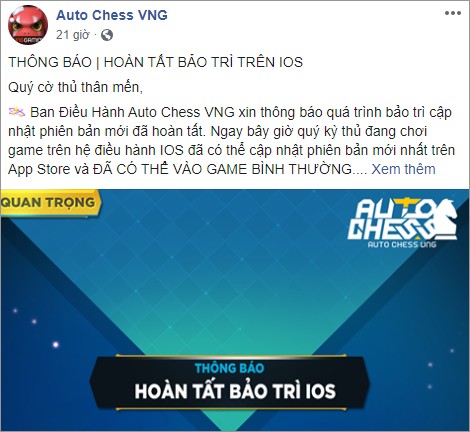 Auto Chess VNG
21 giờ ·
THÔNG BÁO | HOÀN TẤT BẢO TRÌ TRÊN IOS
Quý cờ thủ thân mến,
Ban Điều Hành Auto Chess VNG xin thông báo quá trình bảo trì cập
nhật phiên bản mới đã hoàn tất. Ngay bây giờ quý kỳ thủ đang chơi
game trên hệ điều hành IOS đã có thể cập nhật phiên bản mới nhất trên
App Store và ĐÃ CÓ THỂ VÀO GAME BÌNH THƯỜNG.... Xem thêm
QUAN TRỌNG
AUTO
CHESS
AUTO CHESS VNG
THÔNG BÁO
HOÀN TẤT BẢO TRÌ IOS